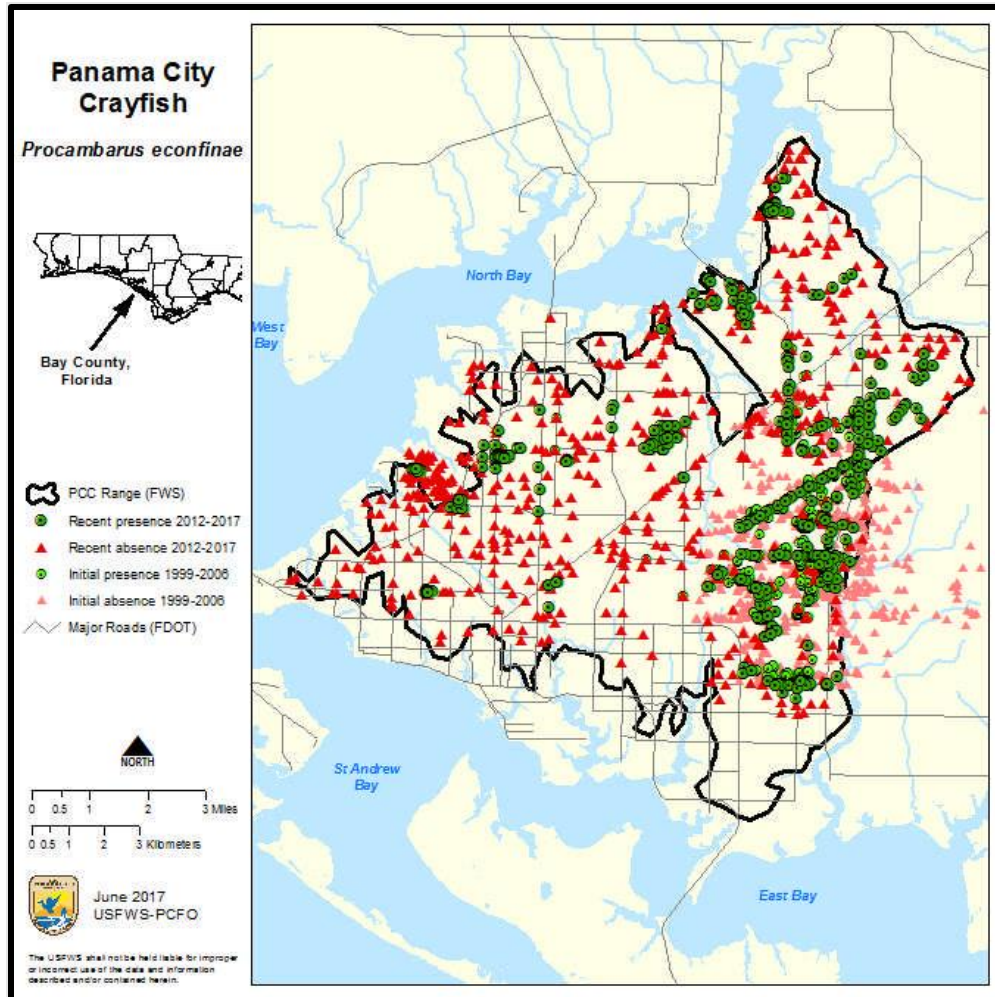 Panama City
Crayfish
Procambarus econfinae
Bay County,
Florida
PCC Range (FWS)
Recent presence 2012-2017
Recent absence 2012-2017
Initial presence 1999-2006
Initial absence 1999-2006
Major Roads (FDOT)
NORTH
0 0.5 1 2 3 Miles
0 0.5 1 2 3 Kilometers
June 2017
USFWS-PCFO
The USFWS shall not be held liable for improper
or incorrect use of the data and information
described and/or contained herein.
North Bay
West
Bay
St Andrew
Bay
East Bay